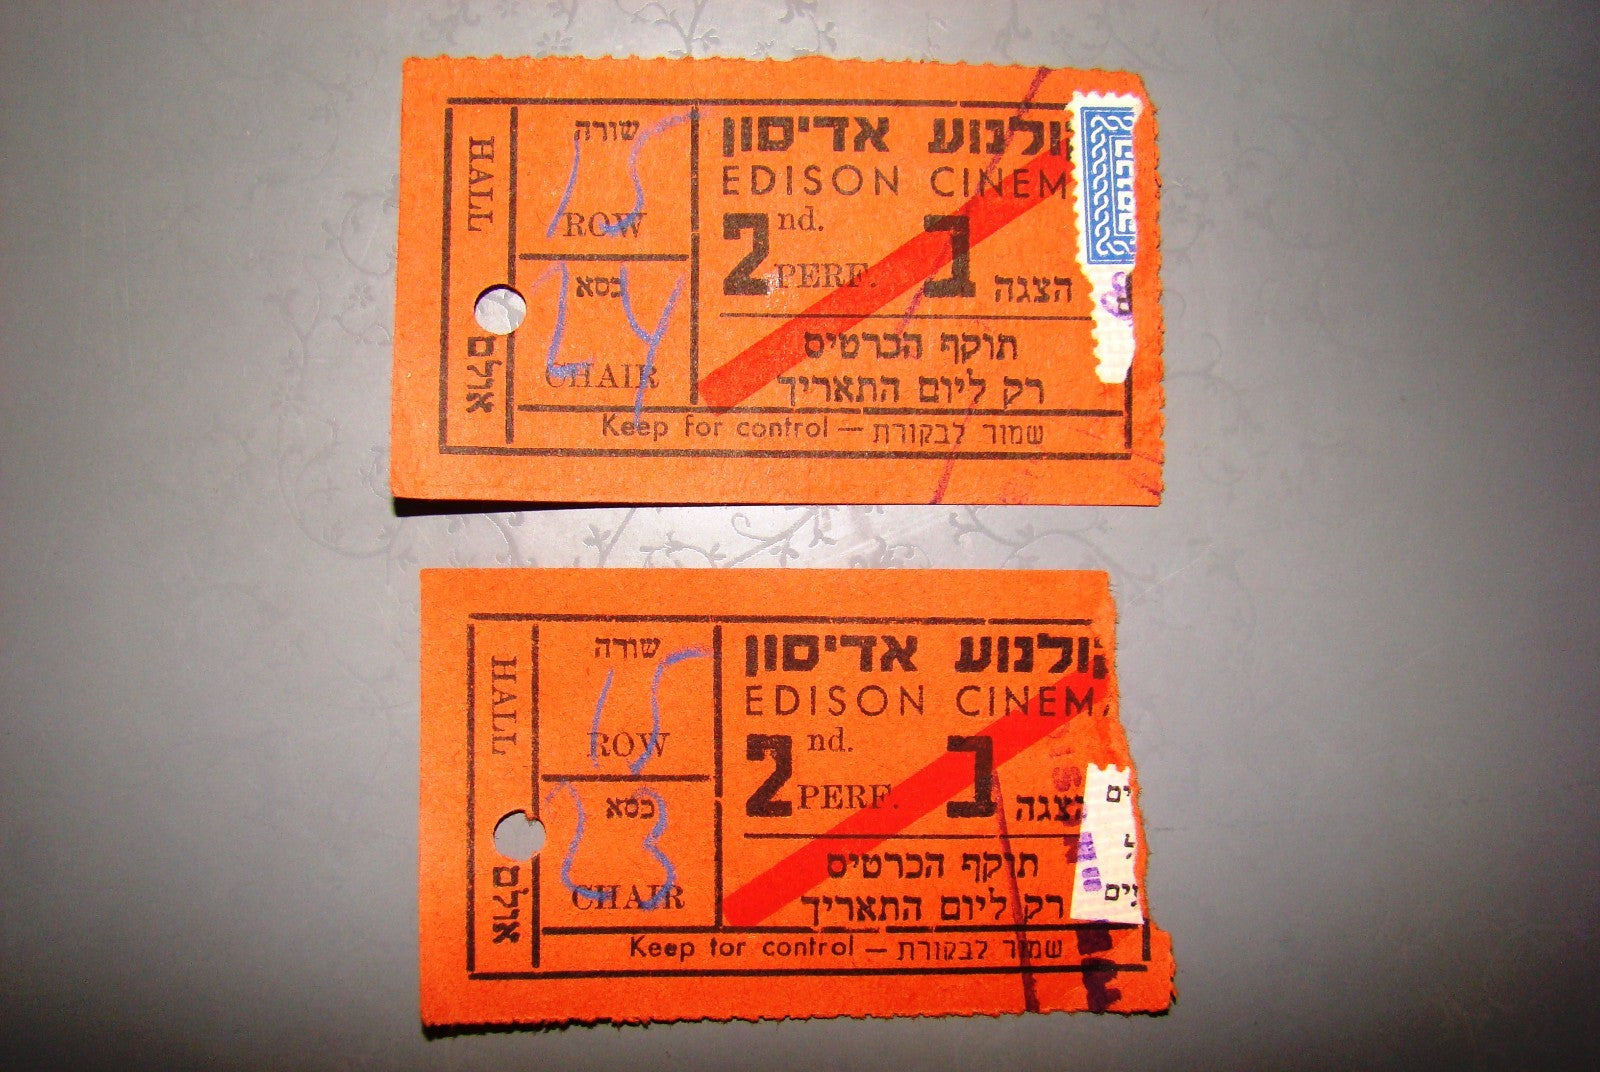 HALL
אולם
שורה
15
ROW
כסא
24
CHAIR
קולנוע אדיסון
EDISON CINEM
2nd. PERF. ב הצגה
תוקף הכרטיס
רק ליום התאריך
Keep for control — שמור לבקורת
HALL
אולם
שורה
15
ROW
כסא
23
CHAIR
קולנוע אדיסון
EDISON CINEMA
2nd. PERF. ב הצגה
תוקף הכרטיס
רק ליום התאריך
Keep for control — שמור לבקורת